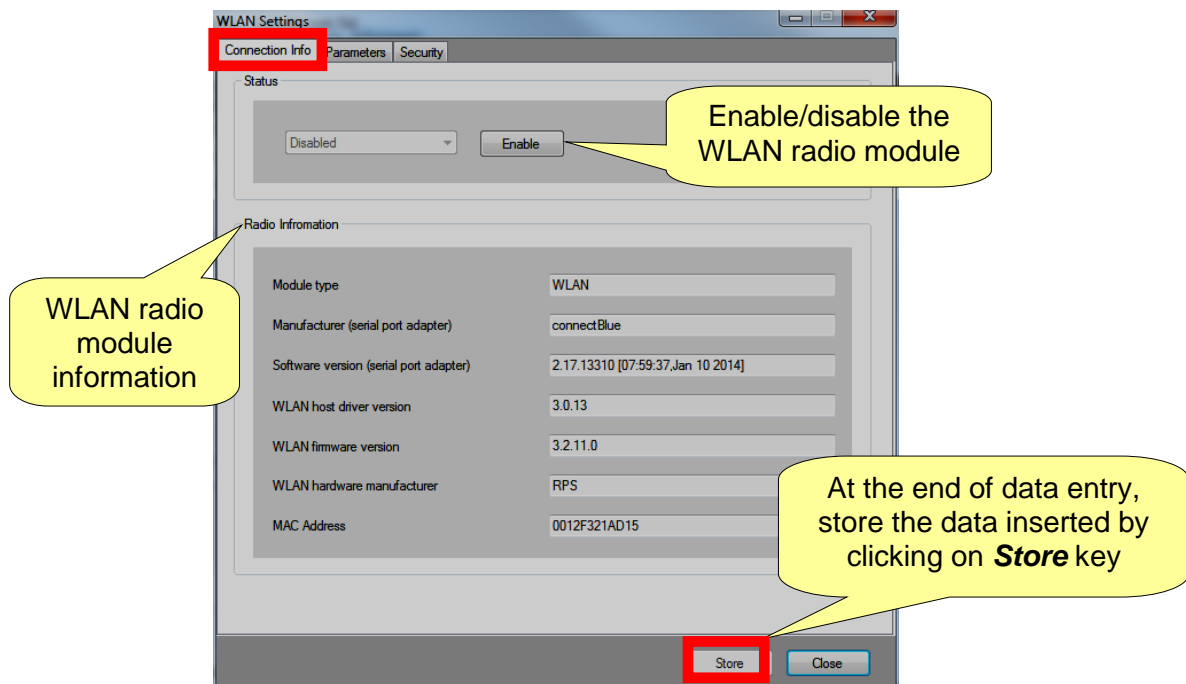 WLAN Settings
Connection Info Parameters Security
Status
Disabled Enable
Enable/disable the
WLAN radio module
Radio Infromation
WLAN radio
module
information
Module type WLAN
Manufacturer (serial port adapter) connectBlue
Software version (serial port adapter) 2.17.13310 [07:59:37,Jan 10 2014]
WLAN host driver version 3.0.13
WLAN firmware version 3.2.11.0
WLAN hardware manufacturer RPS
MAC Address 0012F321AD15
At the end of data entry,
store the data inserted by
clicking on Store key
Store Close